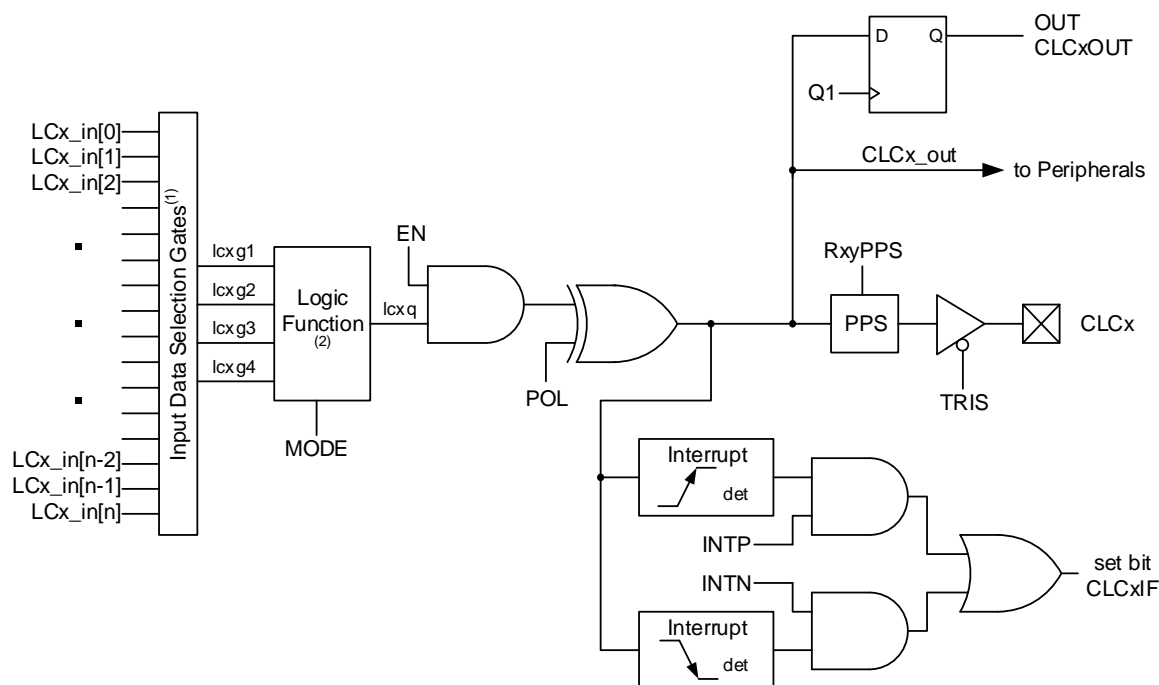 OUT
CLCxOUT
D
Q
Q1
LCx_in[0]
LCx_in[1]
LCx_in[2]
CLCx_out
to Peripherals
Input Data Selection Gates(1)
lcxg1
EN
RxyPPS
lcxg2
Logic
Function
(2)
lcxq
PPS
CLCx
lcxg3
lcxg4
POL
TRIS
MODE
LCx_in[n-2]
LCx_in[n-1]
LCx_in[n]
Interrupt
det
INTP
set bit
CLCxIF
INTN
Interrupt
det